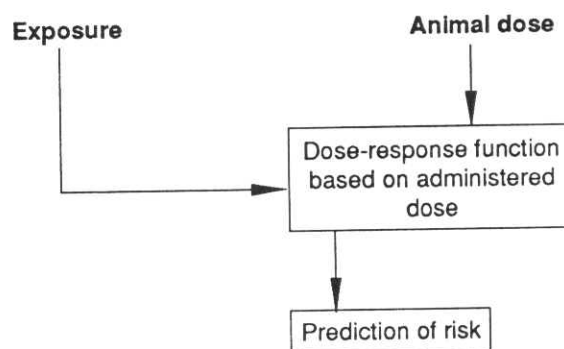 Exposure
Animal dose
Dose-response function
based on administered
dose
Prediction of risk